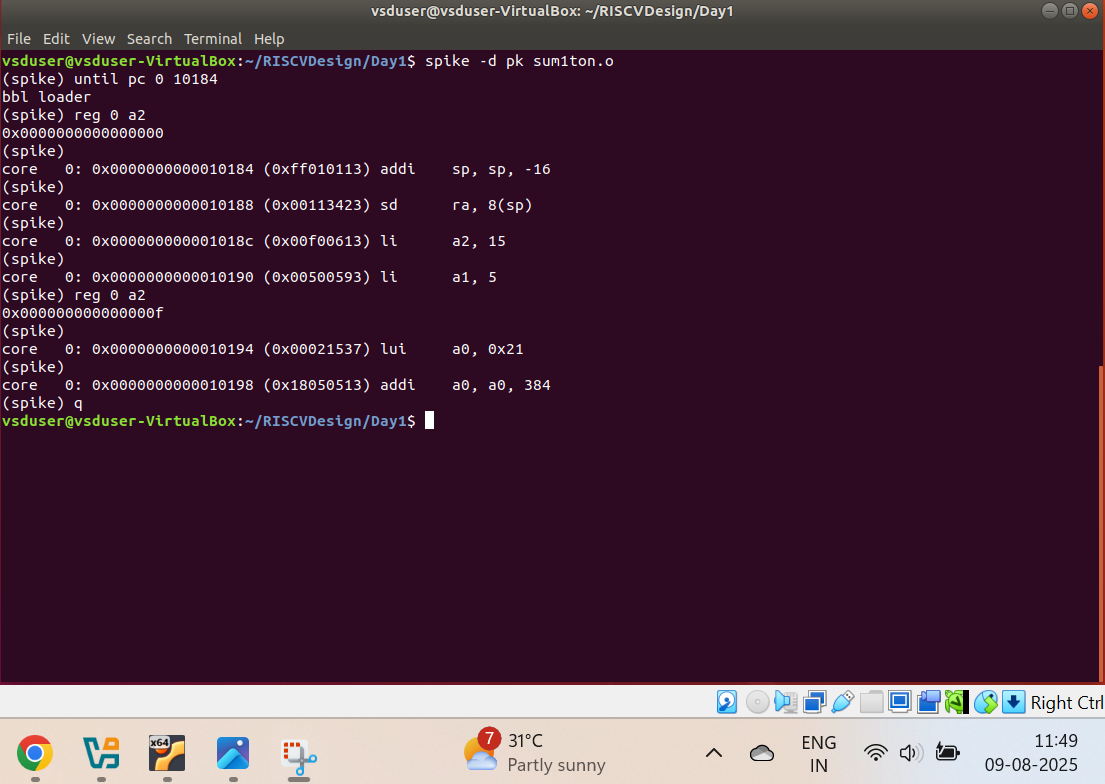 vsduser@vsduser-VirtualBox: ~/RISCVDesign/Day1
File Edit View Search Terminal Help
vsduser@vsduser-VirtualBox:~/RISCVDesign/Day1$ spike -d pk sum1ton.o
(spike) until pc 0 10184
bbl loader
(spike) reg 0 a2
0x0000000000000000
(spike)
core   0: 0x0000000000010184 (0xff010113) addi    sp, sp, -16
(spike)
core   0: 0x0000000000010188 (0x00113423) sd      ra, 8(sp)
(spike)
core   0: 0x000000000001018c (0x00f00613) li      a2, 15
(spike)
core   0: 0x0000000000010190 (0x00500593) li      a1, 5
(spike) reg 0 a2
0x000000000000000f
(spike)
core   0: 0x0000000000010194 (0x00021537) lui     a0, 0x21
(spike)
core   0: 0x0000000000010198 (0x18050513) addi    a0, a0, 384
(spike) q
vsduser@vsduser-VirtualBox:~/RISCVDesign/Day1$
Right Ctrl
x64
7
31°C
Partly sunny
ENG
IN
11:49
09-08-2025